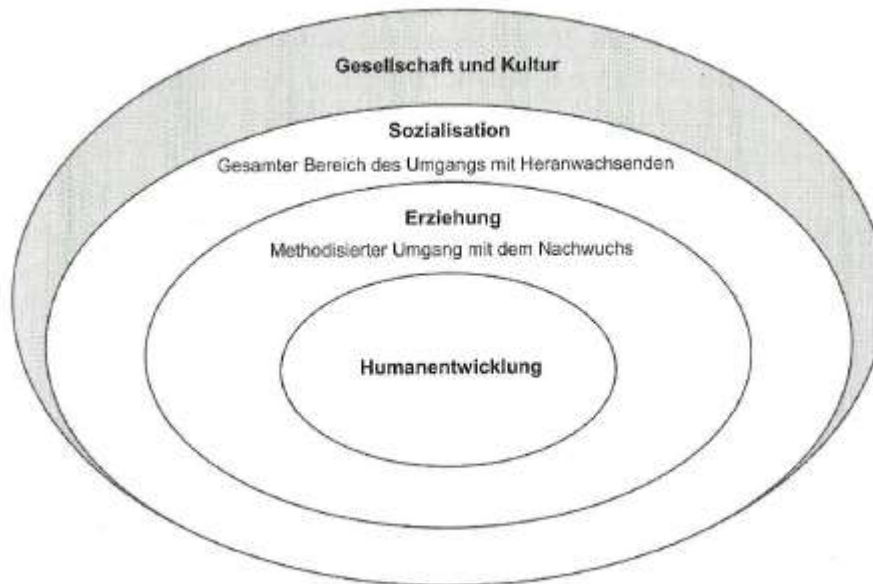 Gesellschaft und Kultur
Sozialisation
Gesamter Bereich des Umgangs mit Heranwachsenden
Erziehung
Methodisierter Umgang mit dem Nachwuchs
Humanentwicklung